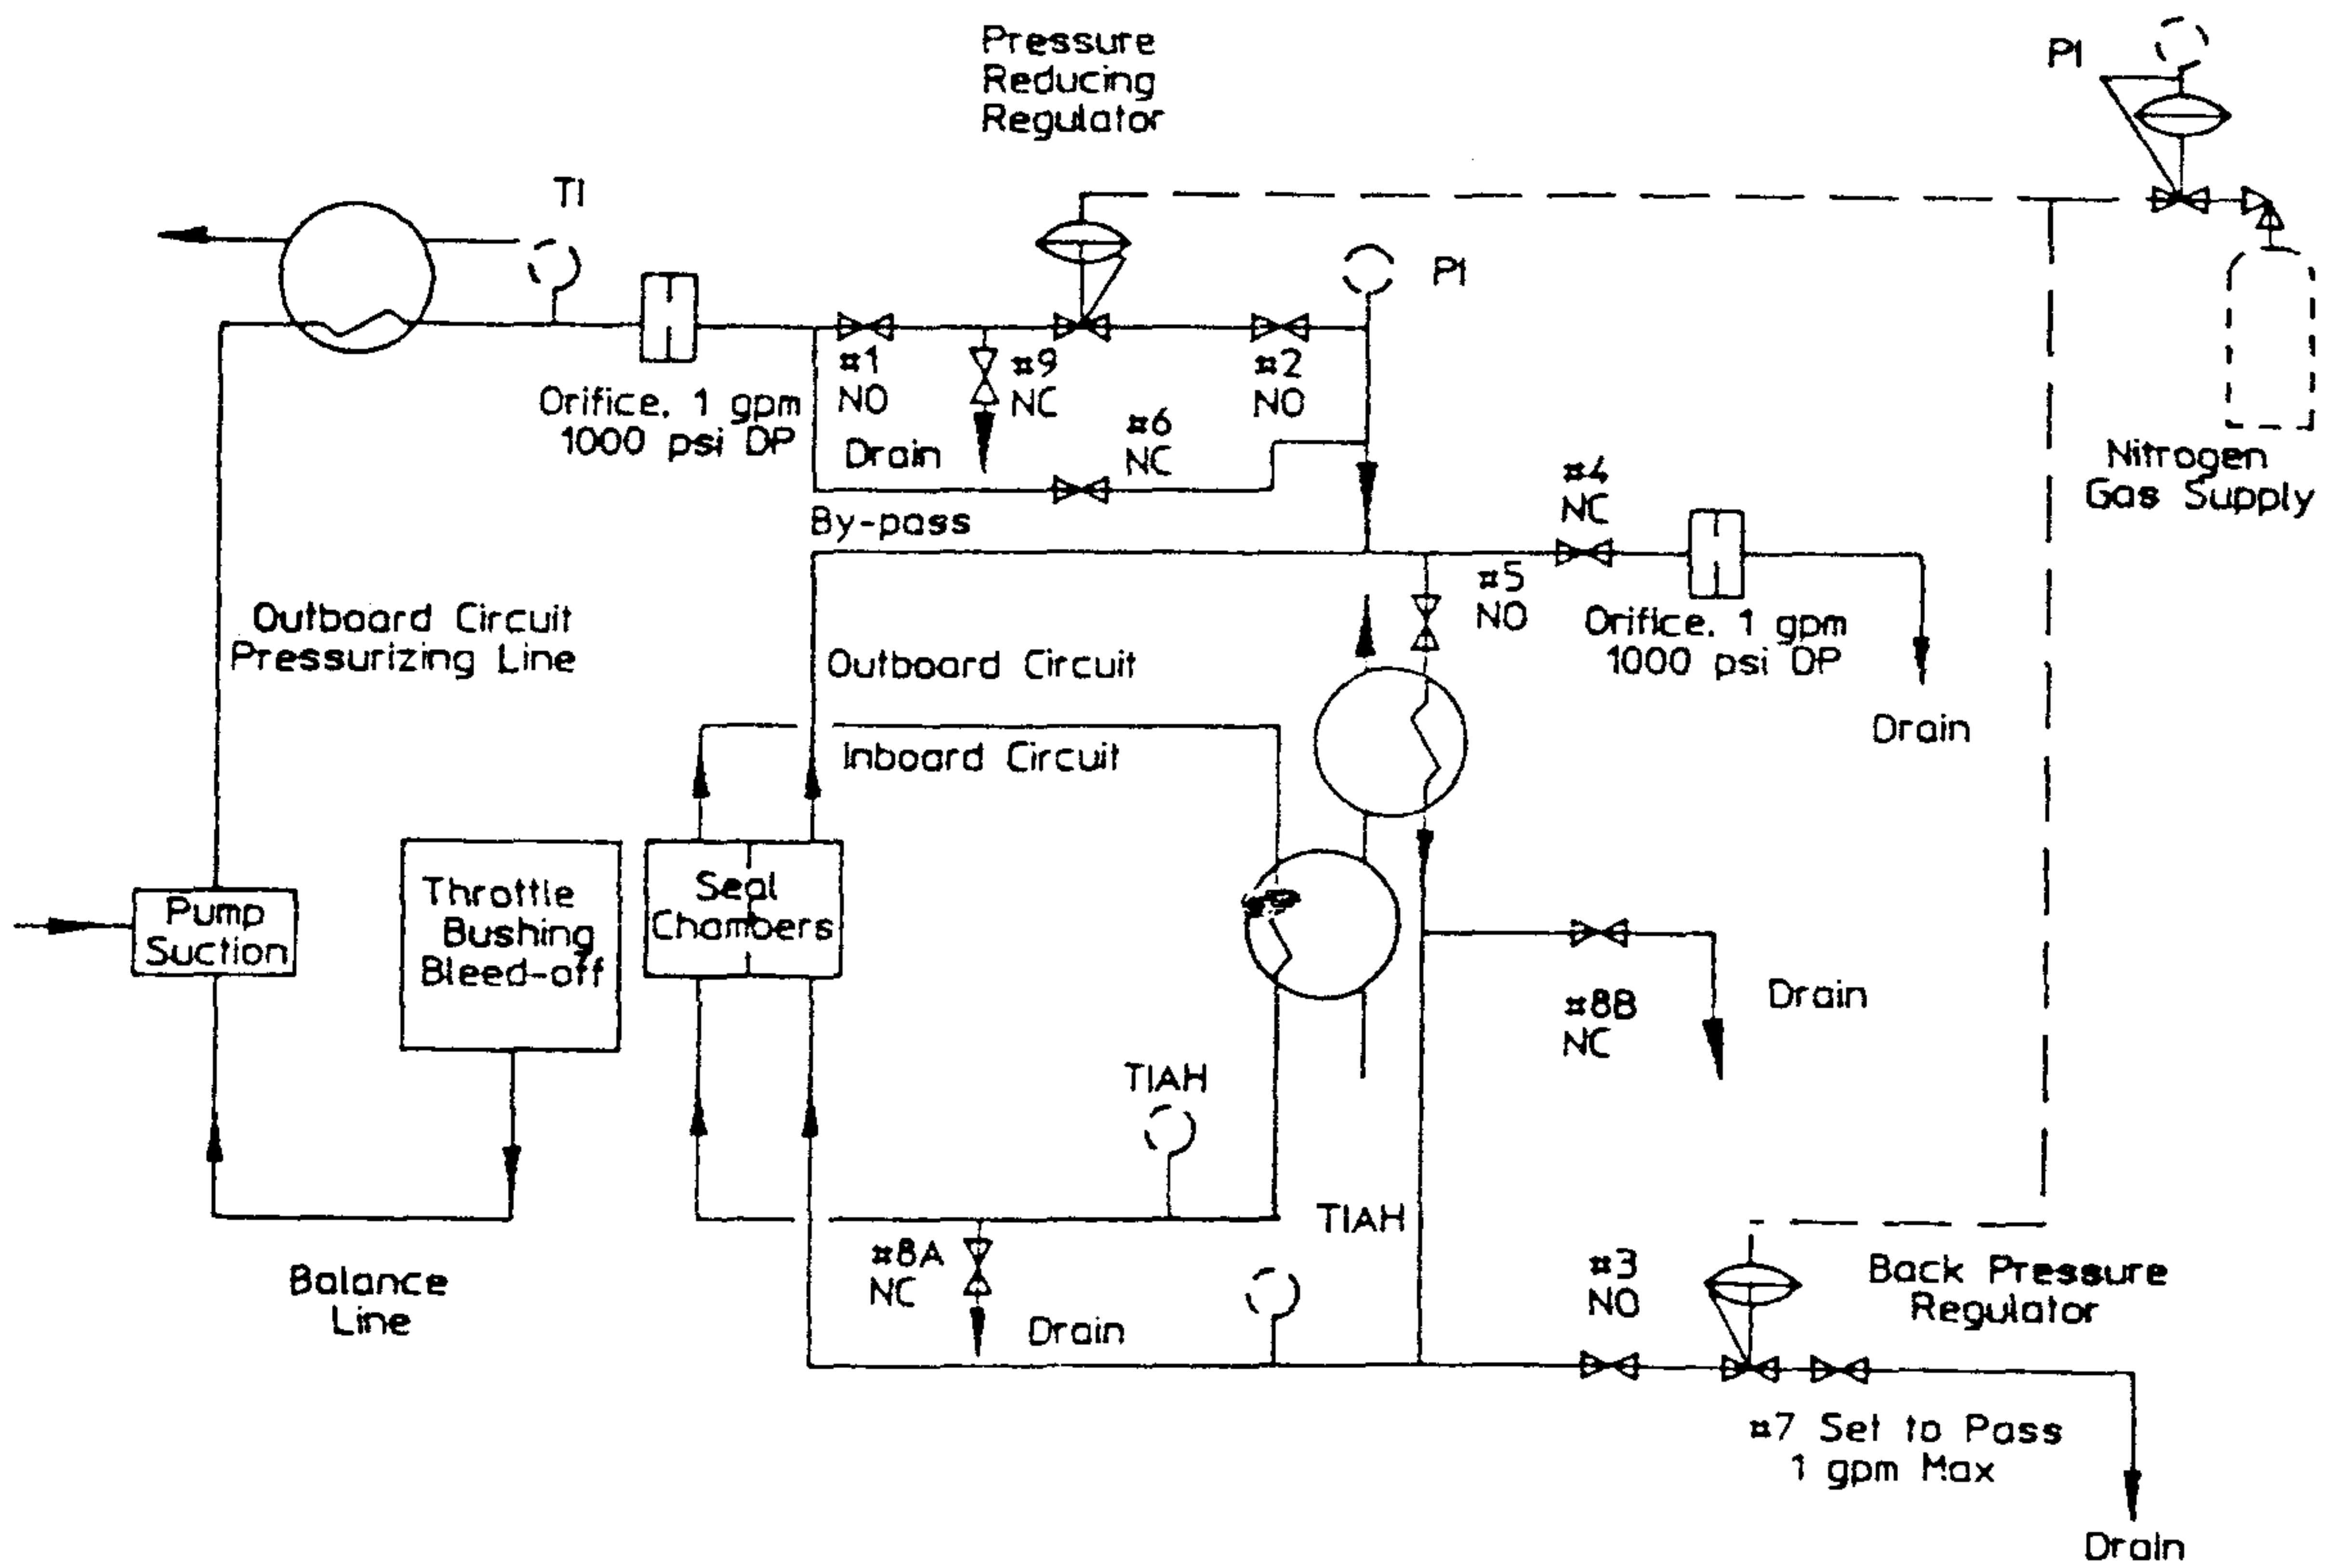 Pressure
Reducing
Regulator
PI
TI
PI
#1
NO
#9
NC
#2
NO
Orifice. 1 gpm
1000 psi DP
Drain
#6
NC
By-pass
Nitrogen
Gas Supply
#4
NC
#5
NO
Orifice. 1 gpm
1000 psi DP
Drain
Outboard Circuit
Pressurizing Line
Outboard Circuit
Inboard Circuit
Pump
Suction
Throttle
Bushing
Bleed-off
Seal
Chambers
#8B
NC
Drain
TIAH
TIAH
#8A
NC
Drain
Balance
Line
#3
NO
Back Pressure
Regulator
#7 Set to Pass
1 gpm Max
Drain